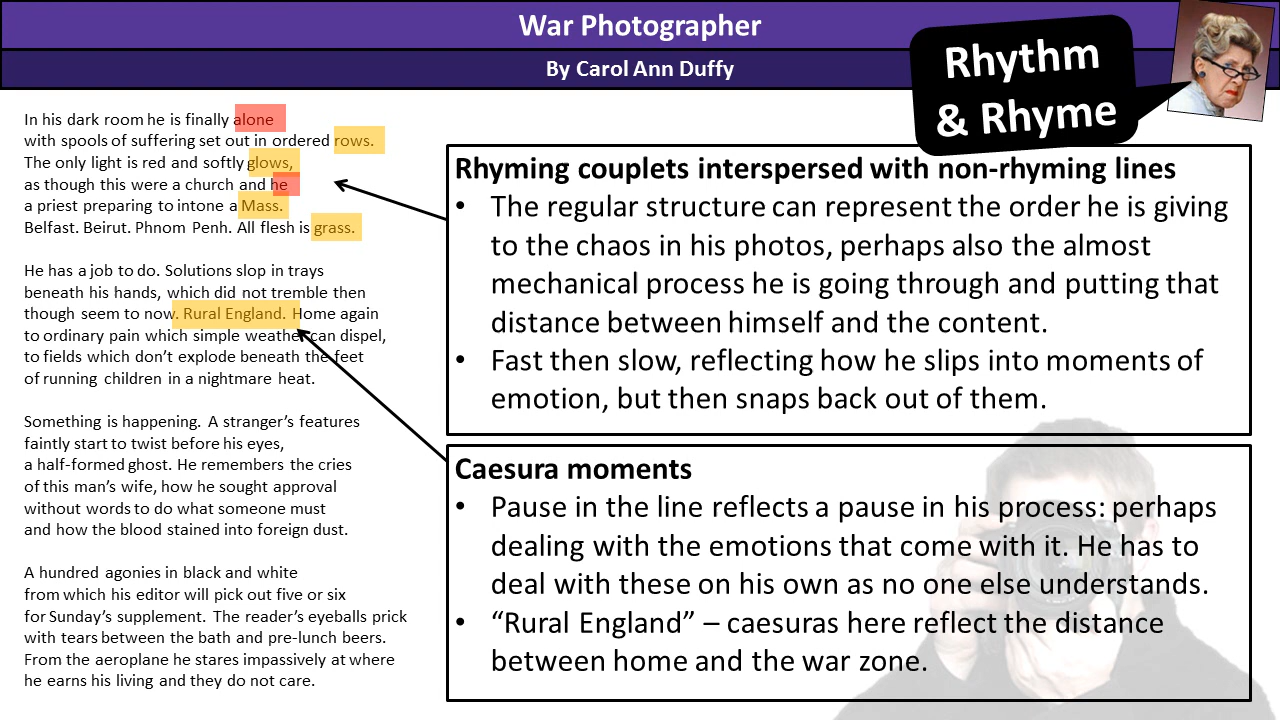 War Photographer
By Carol Ann Duffy
Rhythm
& Rhyme
In his dark room he is finally alone
with spools of suffering set out in ordered rows.
The only light is red and softly glows,
as though this were a church and he
a priest preparing to intone a Mass.
Belfast. Beirut. Phnom Penh. All flesh is grass.
He has a job to do. Solutions slop in trays
beneath his hands, which did not tremble then
though seem to now. Rural England. Home again
to ordinary pain which simple weather can dispel,
to fields which don’t explode beneath the feet
of running children in a nightmare heat.
Something is happening. A stranger’s features
faintly start to twist before his eyes,
a half-formed ghost. He remembers the cries
of this man’s wife, how he sought approval
without words to do what someone must
and how the blood stained into foreign dust.
A hundred agonies in black and white
from which his editor will pick out five or six
for Sunday’s supplement. The reader’s eyeballs prick
with tears between the bath and pre-lunch beers.
From the aeroplane he stares impassively at where
he earns his living and they do not care.
Rhyming couplets interspersed with non-rhyming lines
• The regular structure can represent the order he is giving
to the chaos in his photos, perhaps also the almost
mechanical process he is going through and putting that
distance between himself and the content.
• Fast then slow, reflecting how he slips into moments of
emotion, but then snaps back out of them.
Caesura moments
• Pause in the line reflects a pause in his process: perhaps
dealing with the emotions that come with it. He has to
deal with these on his own as no one else understands.
• “Rural England” – caesuras here reflect the distance
between home and the war zone.